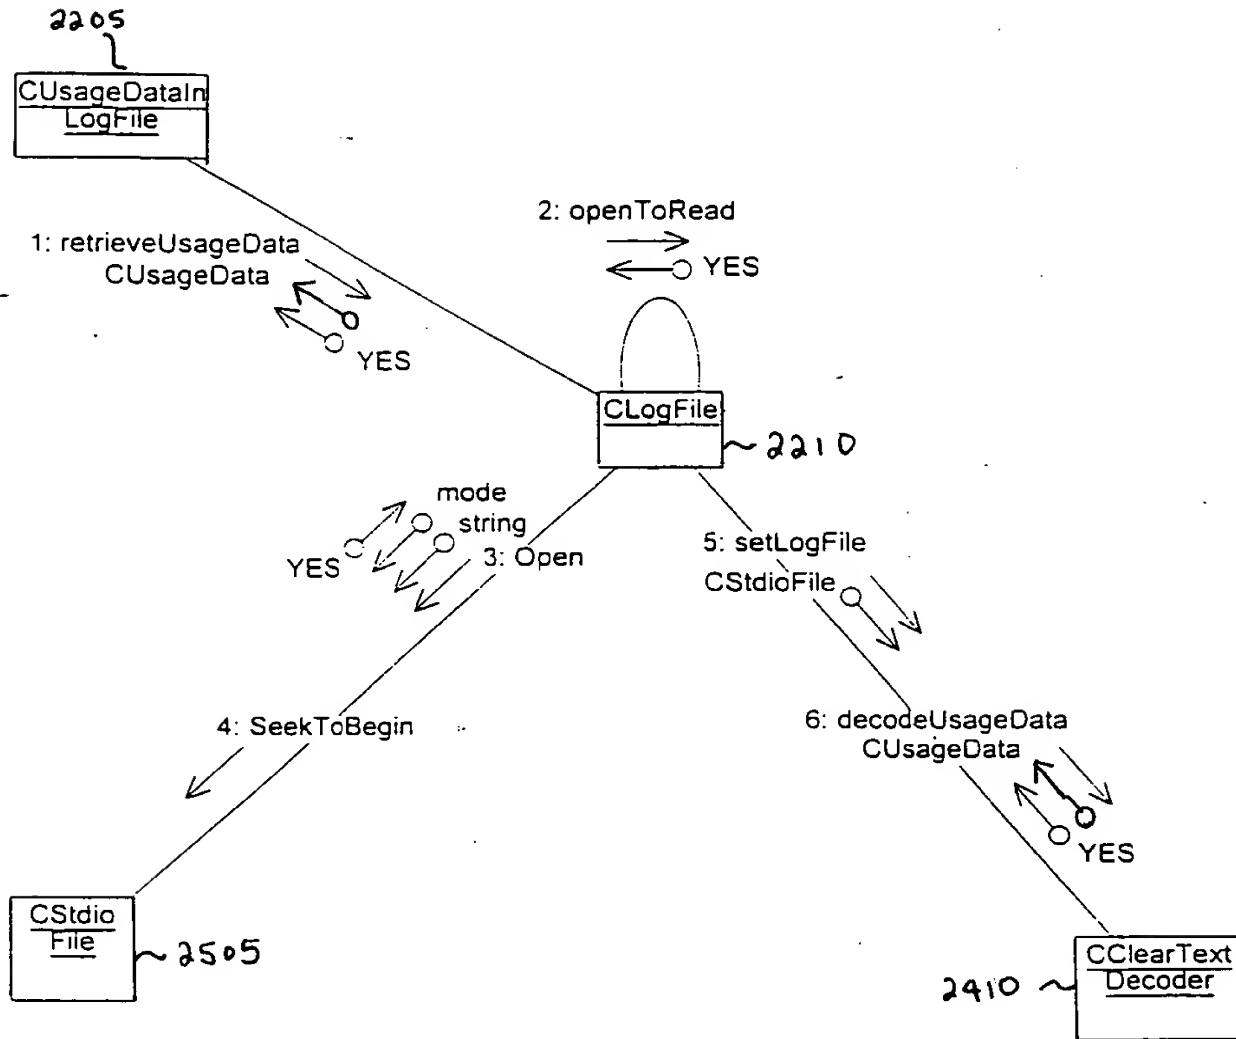 2205
CUsageDataIn
LogFile
2: openToRead
YES
1: retrieveUsageData
CUsageData
YES
CLogFile
2210
mode
string
3: Open
YES
5: setLogFile
CStdioFile
4: SeekToBegin
6: decodeUsageData
CUsageData
YES
CStdio
File
2505
CClearText
Decoder
2410